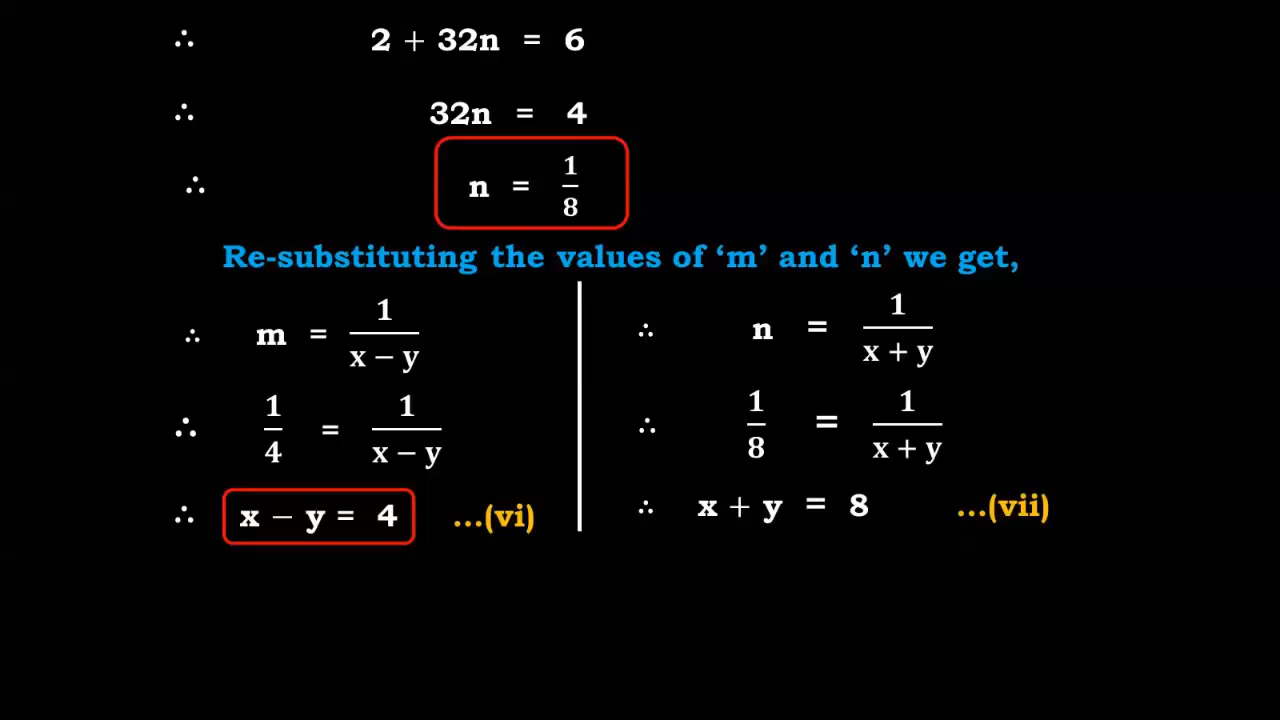 ∴ 2 + 32n = 6
∴ 32n = 4
∴ n = 1/8
Re-substituting the values of ‘m’ and ‘n’ we get,
∴ m = 1/(x − y)
∴ 1/4 = 1/(x − y)
∴ x − y = 4 ...(vi)
∴ n = 1/(x + y)
∴ 1/8 = 1/(x + y)
∴ x + y = 8 ...(vii)